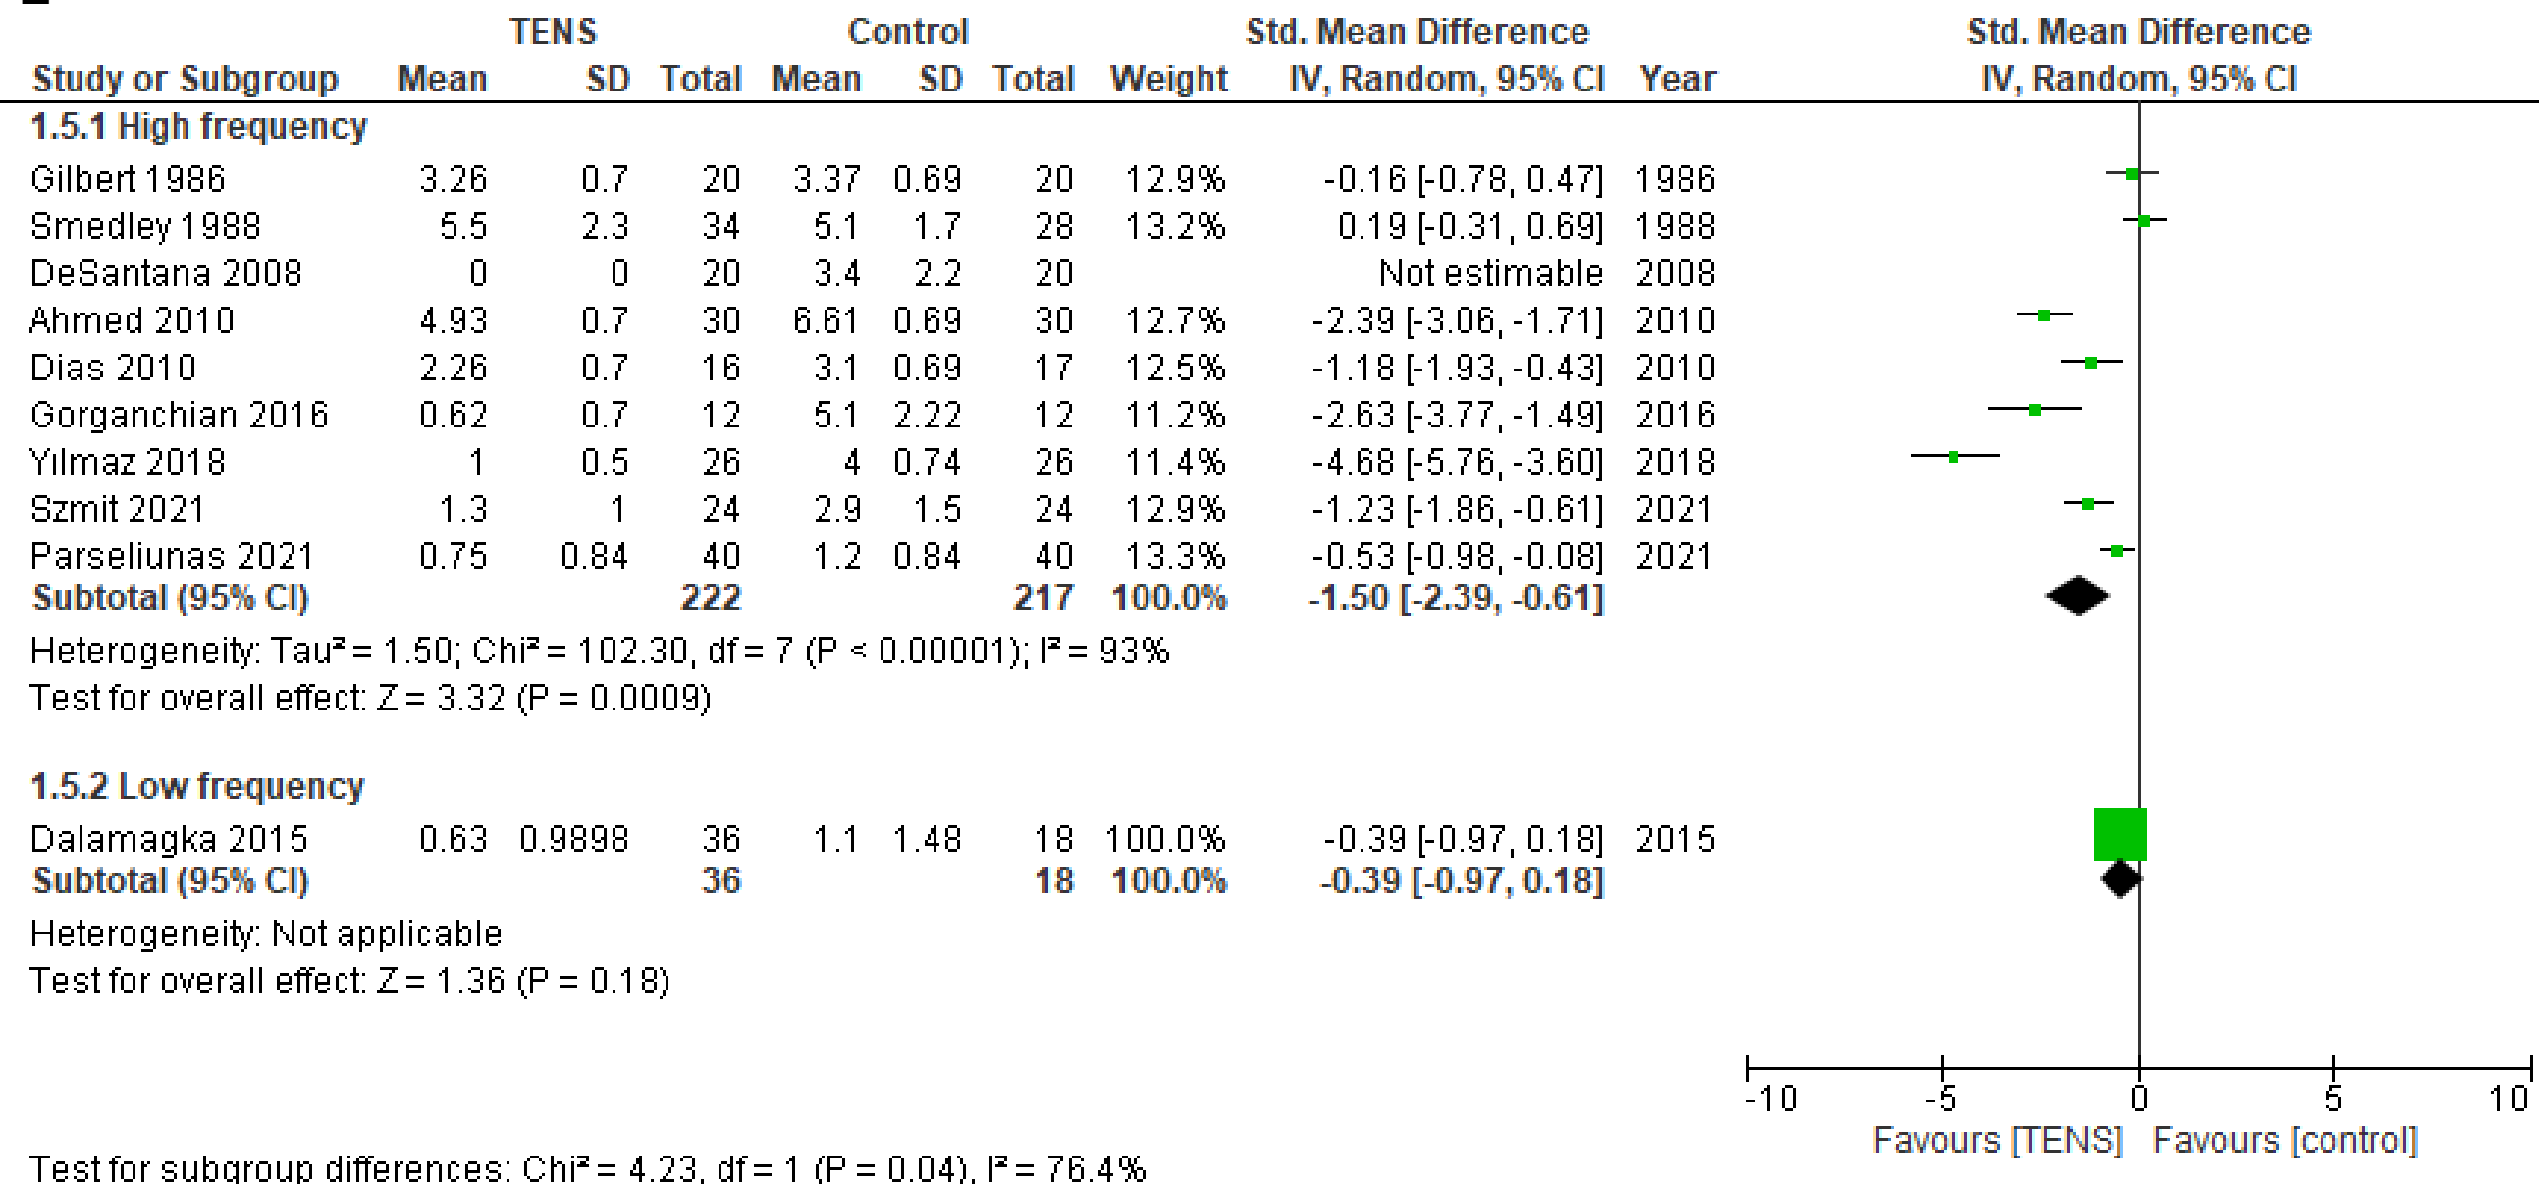 TENS Control Std. Mean Difference Std. Mean Difference
Study or Subgroup Mean SD Total Mean SD Total Weight IV, Random, 95% CI Year IV, Random, 95% CI
1.5.1 High frequency
Gilbert 1986 3.26 0.7 20 3.37 0.69 20 12.9% -0.16 [-0.78, 0.47] 1986
Smedley 1988 5.5 2.3 34 5.1 1.7 28 13.2% 0.19 [-0.31, 0.69] 1988
DeSantana 2008 0 0 20 3.4 2.2 20 Not estimable 2008
Ahmed 2010 4.93 0.7 30 6.61 0.69 30 12.7% -2.39 [-3.06, -1.71] 2010
Dias 2010 2.26 0.7 16 3.1 0.69 17 12.5% -1.18 [-1.93, -0.43] 2010
Gorganchian 2016 0.62 0.7 12 5.1 2.22 12 11.2% -2.63 [-3.77, -1.49] 2016
Yılmaz 2018 1 0.5 26 4 0.74 26 11.4% -4.68 [-5.76, -3.60] 2018
Szmit 2021 1.3 1 24 2.9 1.5 24 12.9% -1.23 [-1.86, -0.61] 2021
Parseliunas 2021 0.75 0.84 40 1.2 0.84 40 13.3% -0.53 [-0.98, -0.08] 2021
Subtotal (95% CI) 222 217 100.0% -1.50 [-2.39, -0.61]
Heterogeneity: Tau² = 1.50; Chi² = 102.30, df = 7 (P < 0.00001); I² = 93%
Test for overall effect: Z = 3.32 (P = 0.0009)
1.5.2 Low frequency
Dalamagka 2015 0.63 0.9898 36 1.1 1.48 18 100.0% -0.39 [-0.97, 0.18] 2015
Subtotal (95% CI) 36 18 100.0% -0.39 [-0.97, 0.18]
Heterogeneity: Not applicable
Test for overall effect: Z = 1.36 (P = 0.18)
-10 -5 0 5 10
Favours [TENS] Favours [control]
Test for subgroup differences: Chi² = 4.23, df = 1 (P = 0.04), I² = 76.4%